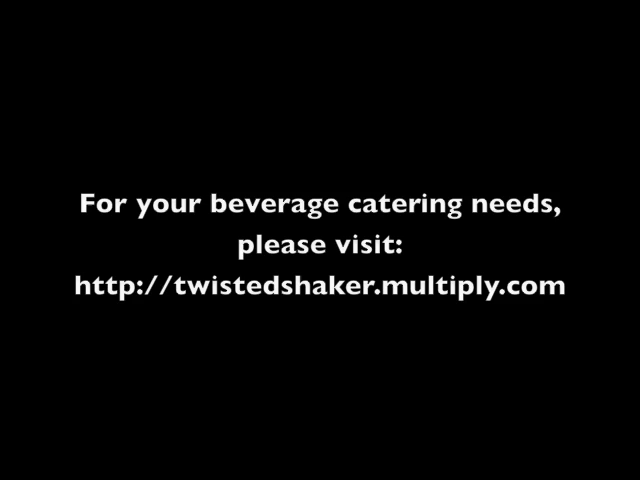 For your beverage catering needs,
please visit:
http://twistedshaker.multiply.com